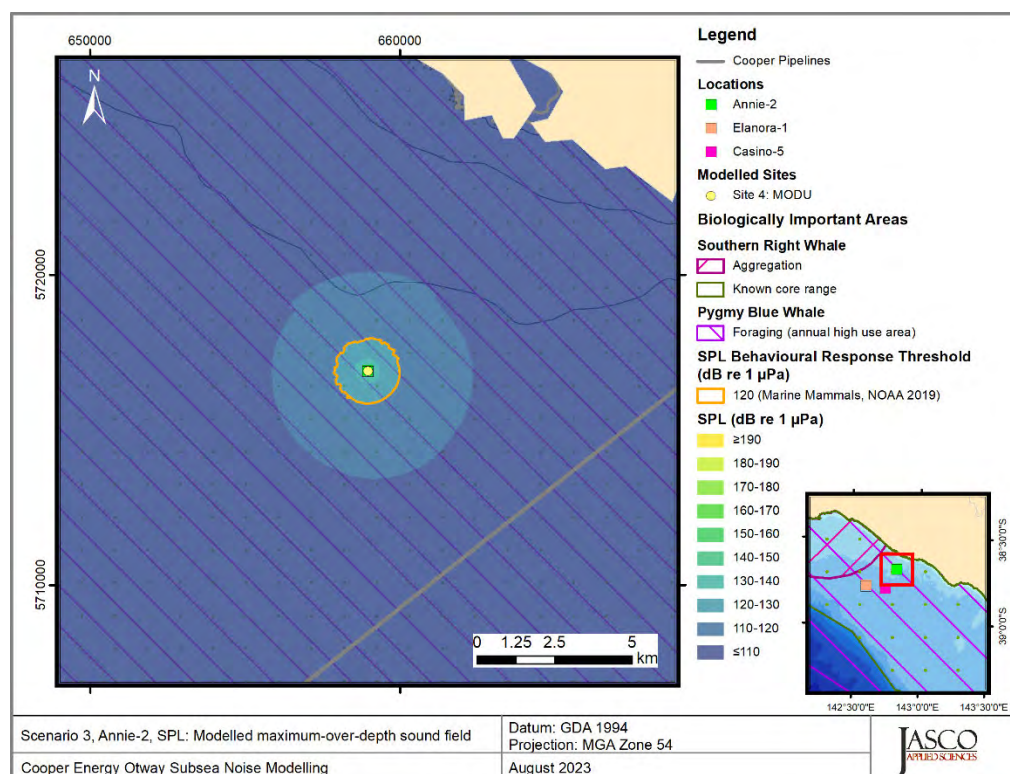 650000
660000
N
5720000
5710000
0 1.25 2.5 5
km
Legend
Cooper Pipelines
Locations
Annie-2
Elanora-1
Casino-5
Modelled Sites
Site 4: MODU
Biologically Important Areas
Southern Right Whale
Aggregation
Known core range
Pygmy Blue Whale
Foraging (annual high use area)
SPL Behavioural Response Threshold
(dB re 1 µPa)
120 (Marine Mammals, NOAA 2019)
SPL (dB re 1 µPa)
≥190
180-190
170-180
160-170
150-160
140-150
130-140
120-130
110-120
≤110
38°30'0"S
39°0'0"S
142°30'0"E 143°0'0"E 143°30'0"E
Scenario 3, Annie-2, SPL: Modelled maximum-over-depth sound field
Datum: GDA 1994
Projection: MGA Zone 54
Cooper Energy Otway Subsea Noise Modelling
August 2023
JASCO
APPLIED SCIENCES